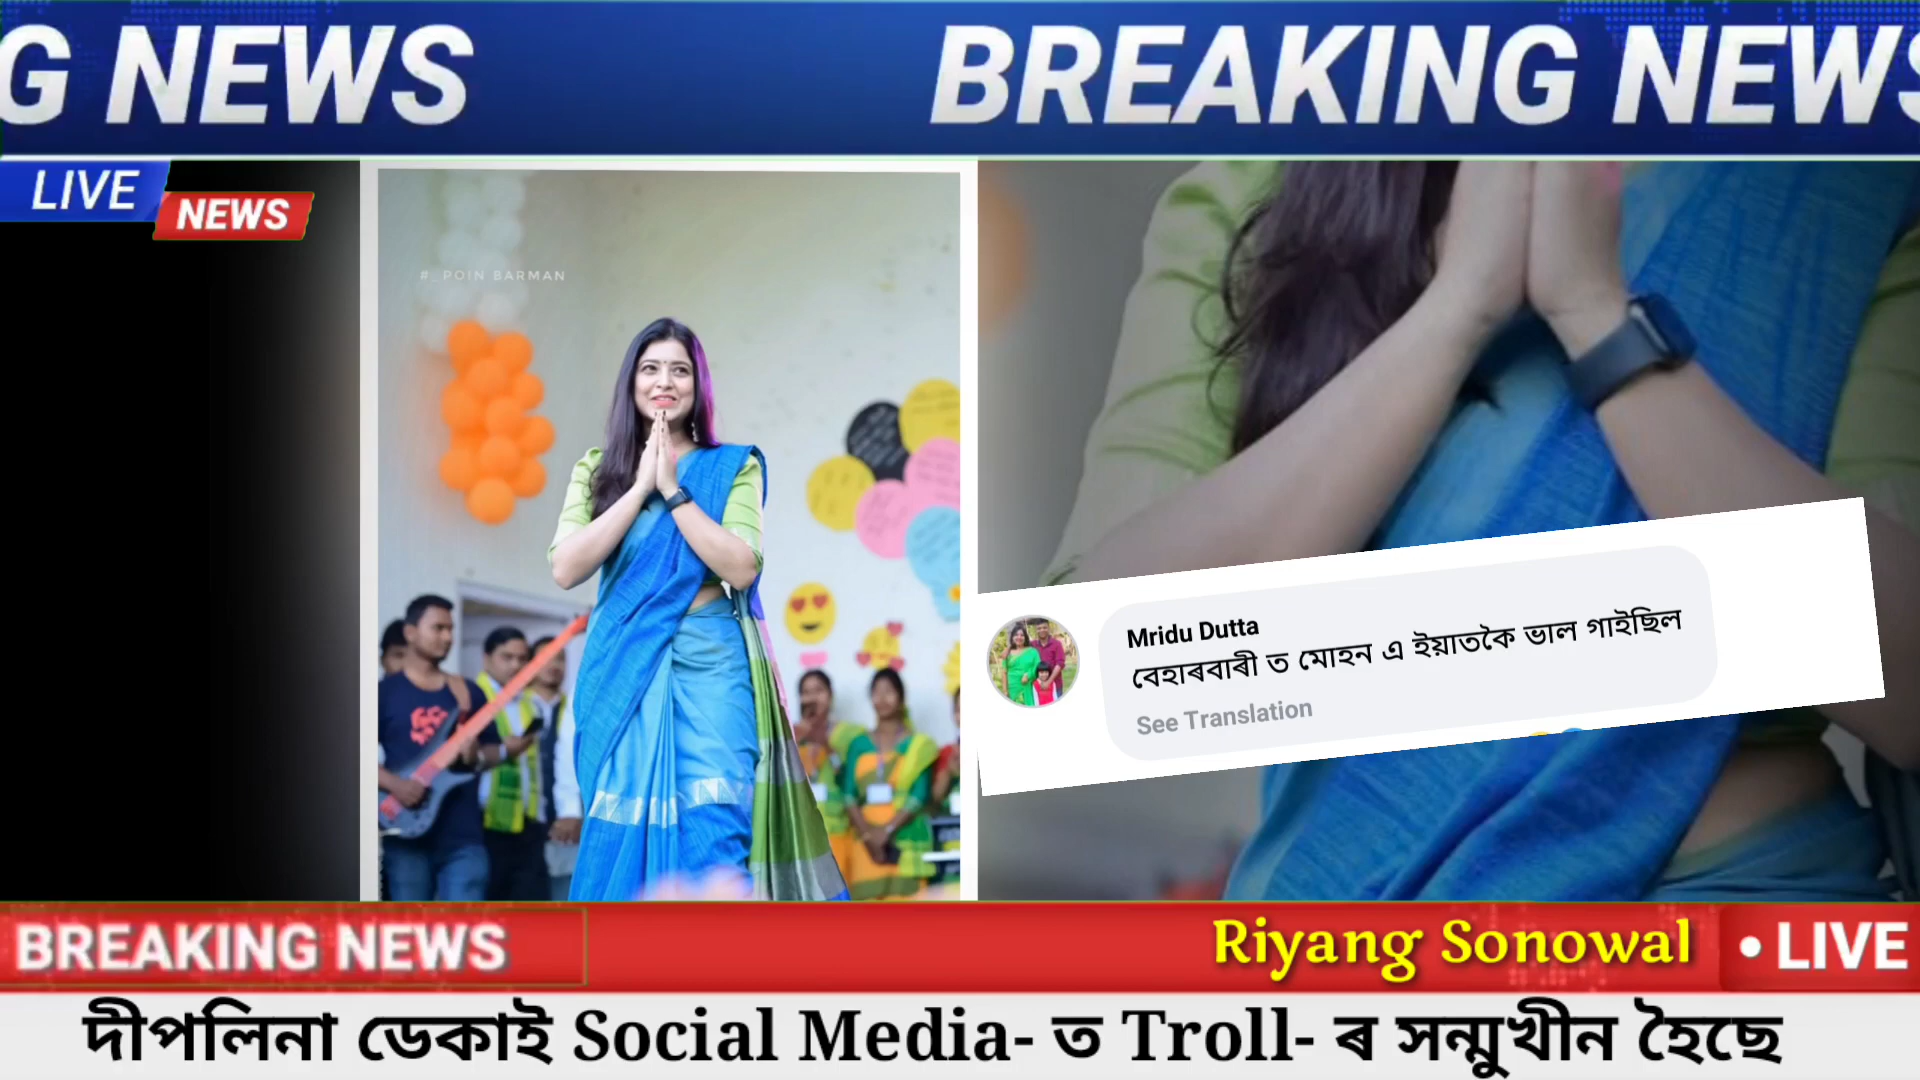 G NEWS
BREAKING NEWS
LIVE
NEWS
#_POIN BARMAN
Mridu Dutta
বেহাৰবাৰী ত মোহন এ ইয়াতকৈ ভাল গাইছিল
See Translation
BREAKING NEWS
Riyang Sonowal
• LIVE
দীপলিনা ডেকাই Social Media- ত Troll- ৰ সন্মুখীন হৈছে